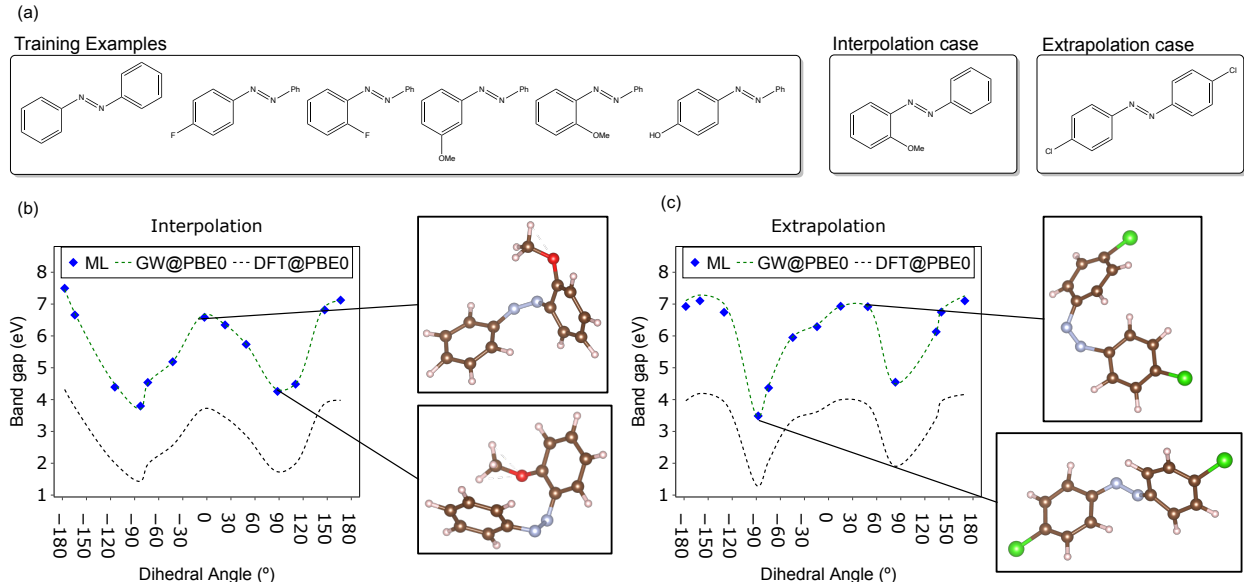 (a)
Training Examples
Interpolation case
Extrapolation case
N N
N N Ph
F
N N Ph
F
N N Ph
OMe
N N Ph
OMe
N N Ph
HO
N N
OMe
Cl
N N
Cl
(b)
Interpolation
ML GW@PBE0 DFT@PBE0
Band gap (eV)
8
7
6
5
4
3
2
1
−180 −150 −120 −90 −60 −30 0 30 60 90 120 150 180
Dihedral Angle (º)
(c)
Extrapolation
ML GW@PBE0 DFT@PBE0
Band gap (eV)
8
7
6
5
4
3
2
1
−180 −150 −120 −90 −60 −30 0 30 60 90 120 150 180
Dihedral Angle (º)